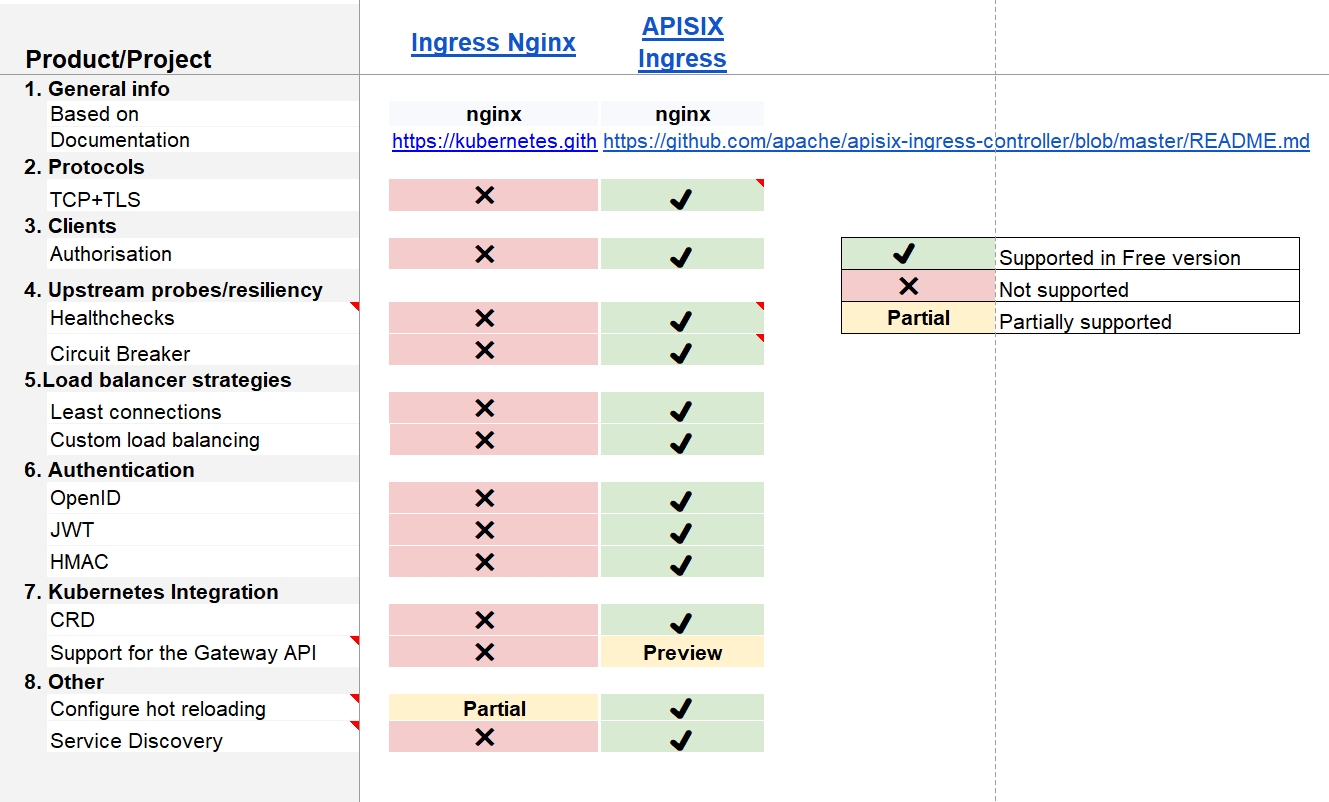 Product/Project Ingress Nginx APISIX Ingress
1. General info
Based on nginx nginx
Documentation https://kubernetes.gith https://github.com/apache/apisix-ingress-controller/blob/master/README.md
2. Protocols
TCP+TLS ✕ ✔
3. Clients
Authorisation ✕ ✔
✔ Supported in Free version
✕ Not supported
Partial Partially supported
4. Upstream probes/resiliency
Healthchecks ✕ ✔
Circuit Breaker ✕ ✔
5.Load balancer strategies
Least connections ✕ ✔
Custom load balancing ✕ ✔
6. Authentication
OpenID ✕ ✔
JWT ✕ ✔
HMAC ✕ ✔
7. Kubernetes Integration
CRD ✕ ✔
Support for the Gateway API ✕ Preview
8. Other
Configure hot reloading Partial ✔
Service Discovery ✕ ✔